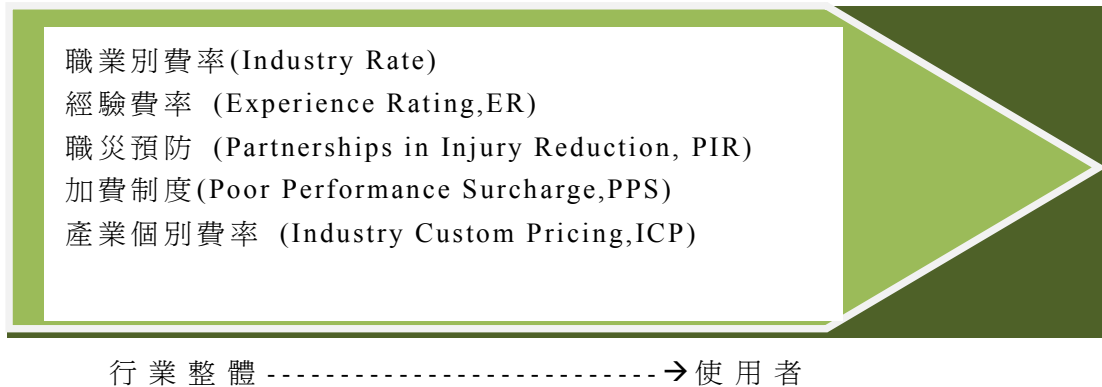 職業別費率(Industry Rate)
經驗費率 (Experience Rating,ER)
職災預防 (Partnerships in Injury Reduction, PIR)
加費制度(Poor Performance Surcharge,PPS)
產業個別費率 (Industry Custom Pricing,ICP)
行業整體---------------------------→使用者